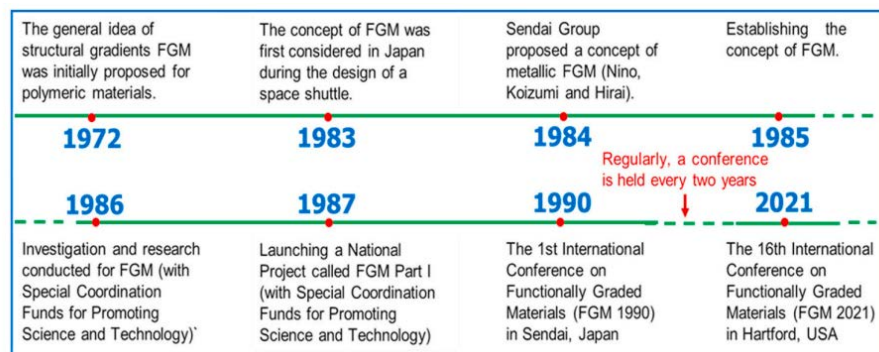 The general idea of
structural gradients FGM
was initially proposed for
polymeric materials.
The concept of FGM was
first considered in Japan
during the design of a
space shuttle.
Sendai Group
proposed a concept of
metallic FGM (Nino,
Koizumi and Hirai).
Establishing the
concept of FGM.
1972
1983
1984
1985
Regularly, a conference
is held every two years
1986
1987
1990
2021
Investigation and research
conducted for FGM (with
Special Coordination
Funds for Promoting
Science and Technology)`
Launching a National
Project called FGM Part I
(with Special Coordination
Funds for Promoting
Science and Technology)
The 1st International
Conference on
Functionally Graded
Materials (FGM 1990)
in Sendai, Japan
The 16th International
Conference on
Functionally Graded
Materials (FGM 2021)
in Hartford, USA